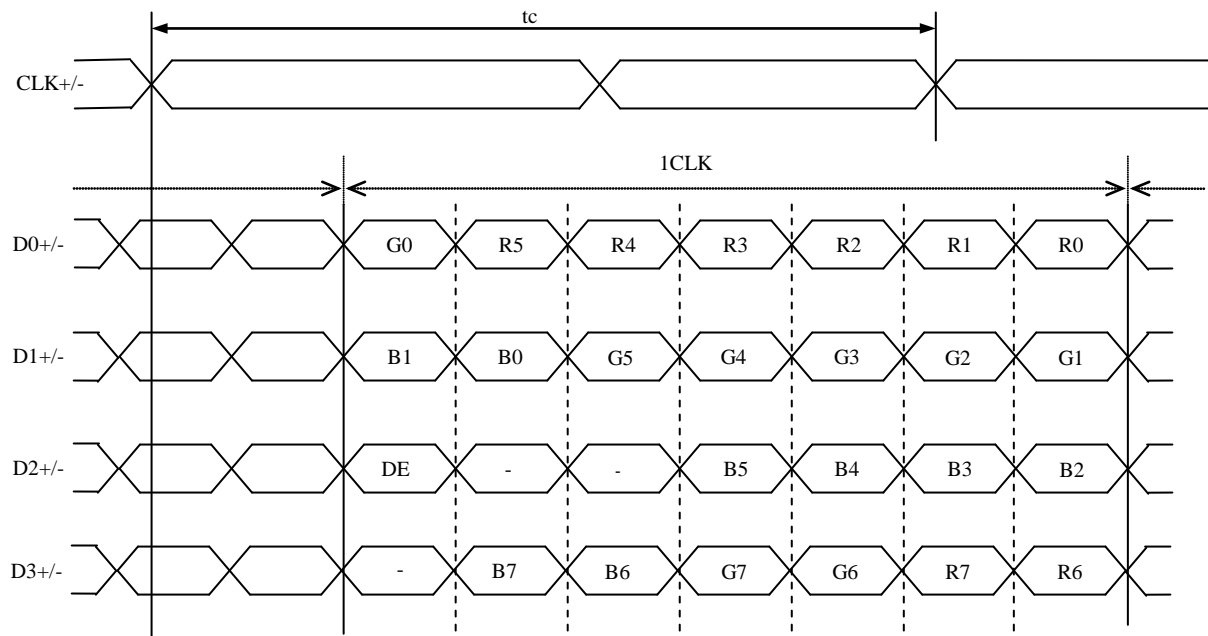 tc
CLK+/-
1CLK
D0+/- G0 R5 R4 R3 R2 R1 R0
D1+/- B1 B0 G5 G4 G3 G2 G1
D2+/- DE - - B5 B4 B3 B2
D3+/- - B7 B6 G7 G6 R7 R6